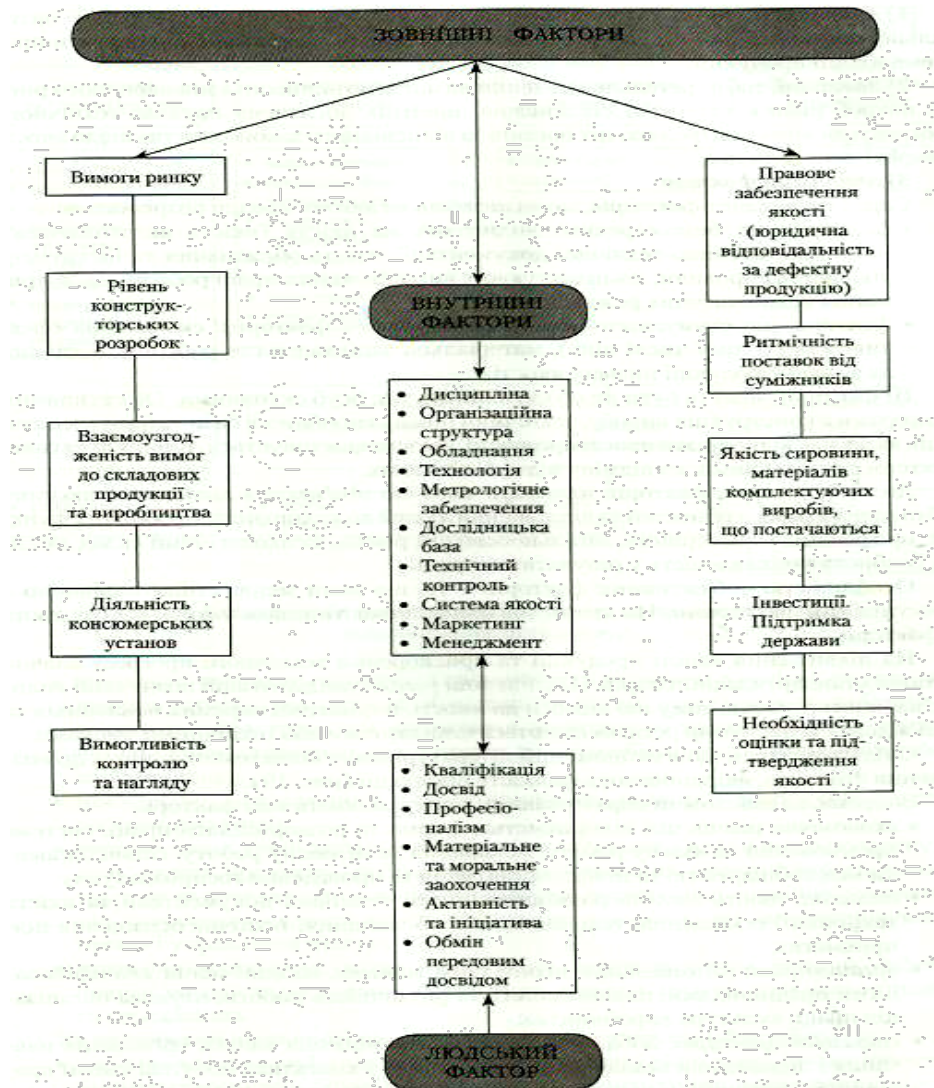 ЗОВНІШНІ ФАКТОРИ
Вимоги ринку
Рівень
конструк-
торських
розробок
Взаємоузгод-
женість вимог
до складових
продукції
та виробництва
Діяльність
консюмерських
установ
Вимогливість
контролю
та нагляду
ВНУТРІШНІ
ФАКТОРИ
• Дисципліна
• Організаційна
структура
• Обладнання
• Технологія
• Метрологічне
забезпечення
• Дослідницька
база
• Технічний
контроль
• Система якості
• Маркетинг
• Менеджмент
• Кваліфікація
• Досвід
• Професіо-
налізм
• Матеріальне
та моральне
заохочення
• Активність
та ініціатива
• Обмін
передовим
досвідом
ЛЮДСЬКИЙ
ФАКТОР
Правове
забезпечення
якості
(юридична
відповідальність
за дефектну
продукцію)
Ритмічність
поставок від
суміжників
Якість сировини,
матеріалів
комплектуючих
виробів,
що постачаються
Інвестиції.
Підтримка
держави
Необхідність
оцінки та під-
твердження
якості